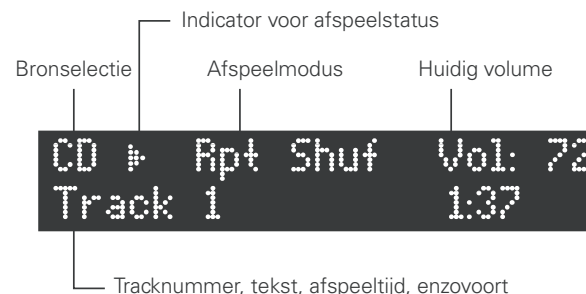 Indicator voor afspeelstatus
Bronselectie Afspeelmodus Huidig volume
CD Rpt Shuf Vol: 72
Track 1 1:37
Tracknummer, tekst, afspeeltijd, enzovoort